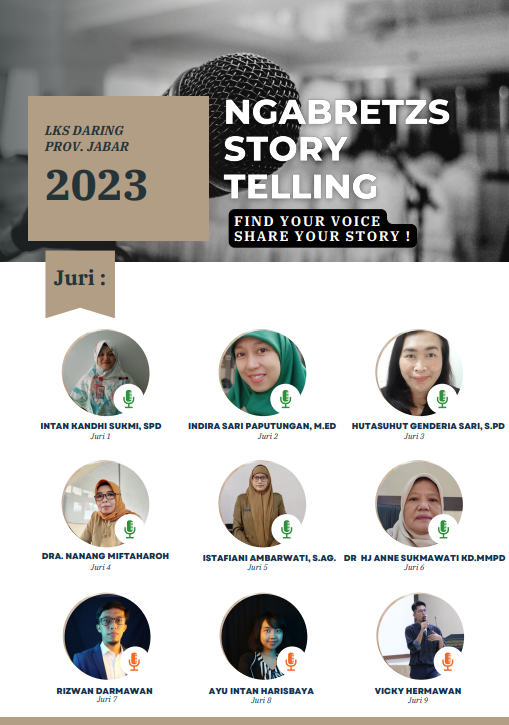 LKS DARING
PROV. JABAR
2023
NGABRETZS
STORY
TELLING
FIND YOUR VOICE
SHARE YOUR STORY !
Juri :
INTAN KANDHI SUKMI, SPD
Juri 1
INDIRA SARI PAPUTUNGAN, M.ED
Juri 2
HUTASUHUT GENDERIA SARI, S.PD
Juri 3
DRA. NANANG MIFTAHAROH
Juri 4
ISTAFIANI AMBARWATI, S.AG.
Juri 5
DR HJ ANNE SUKMAWATI KD.MMPD
Juri 6
RIZWAN DARMAWAN
Juri 7
AYU INTAN HARISBAYA
Juri 8
VICKY HERMAWAN
Juri 9